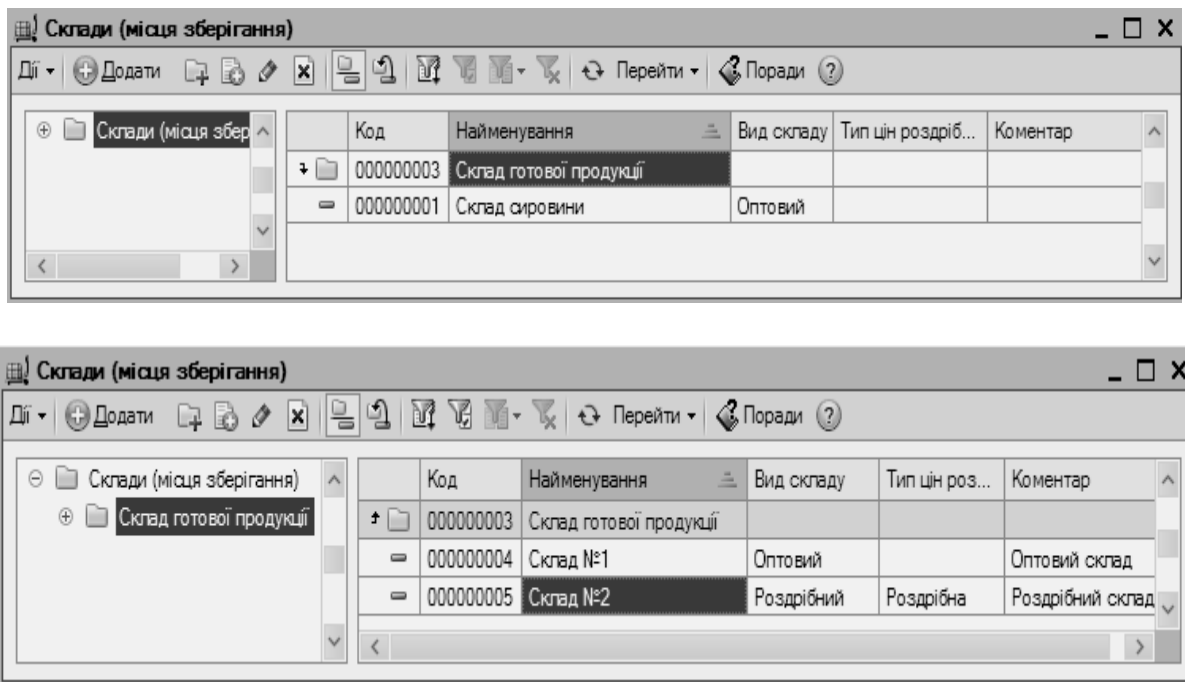 Склади (місця зберігання)
Дії Додати Перейти Поради
Склади (місця збер
Код Найменування Вид складу Тип цін роздріб... Коментар
000000003 Склад готової продукції
000000001 Склад сировини Оптовий
Склади (місця зберігання)
Дії Додати Перейти Поради
Склади (місця зберігання)
Склад готової продукції
Код Найменування Вид складу Тип цін роз... Коментар
000000003 Склад готової продукції
000000004 Склад №1 Оптовий Оптовий склад
000000005 Склад №2 Роздрібний Роздрібна Роздрібний склад